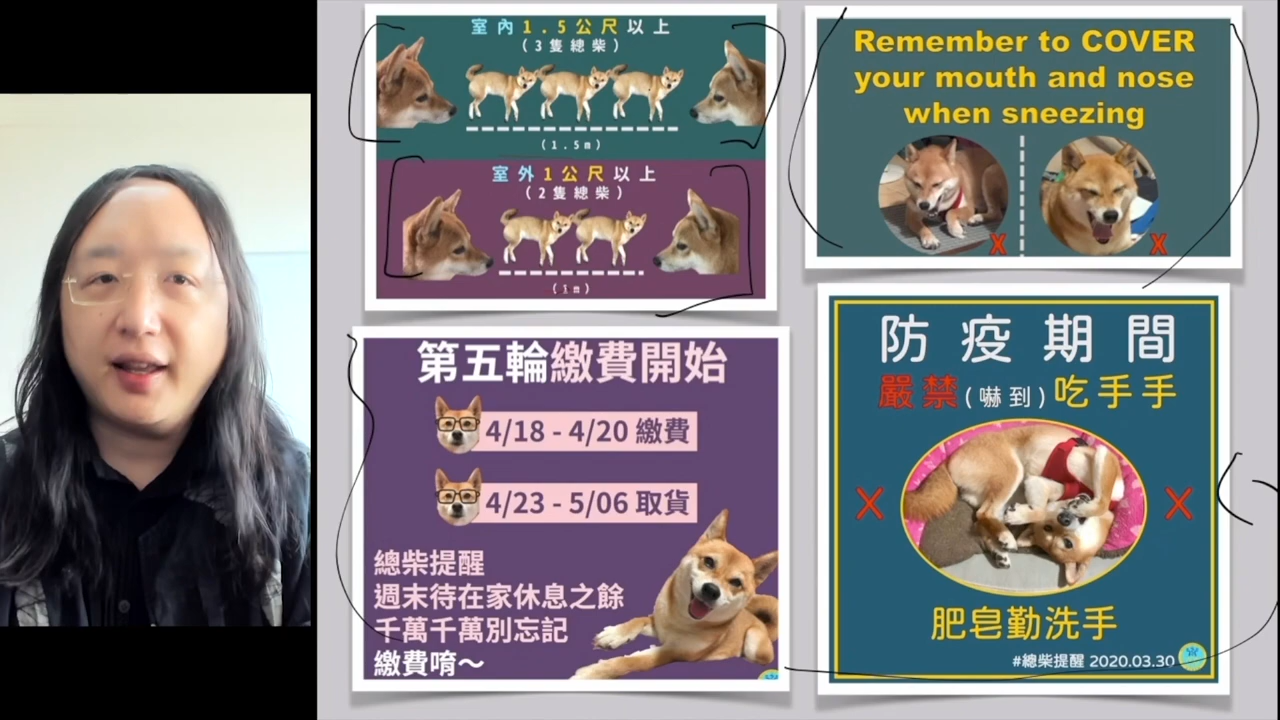 室內1.5公尺以上
(3隻總柴)
(1.5m)
室外1公尺以上
(2隻總柴)
(1m)
Remember to COVER
your mouth and nose
when sneezing
X
X
第五輪繳費開始
4/18 - 4/20 繳費
4/23 - 5/06 取貨
總柴提醒
週末待在家休息之餘
千萬千萬別忘記
繳費唷～
防疫期間
嚴禁(嚇到)吃手手
X
X
肥皂勤洗手
#總柴提醒 2020.03.30